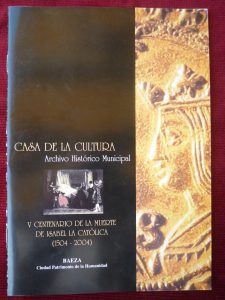 CASA DE LA CULTURA
Archivo Histórico Municipal
V CENTENARIO DE LA MUERTE
DE ISABEL LA CATÓLICA
(1504 - 2004)
BAEZA
Ciudad Patrimonio de la Humanidad